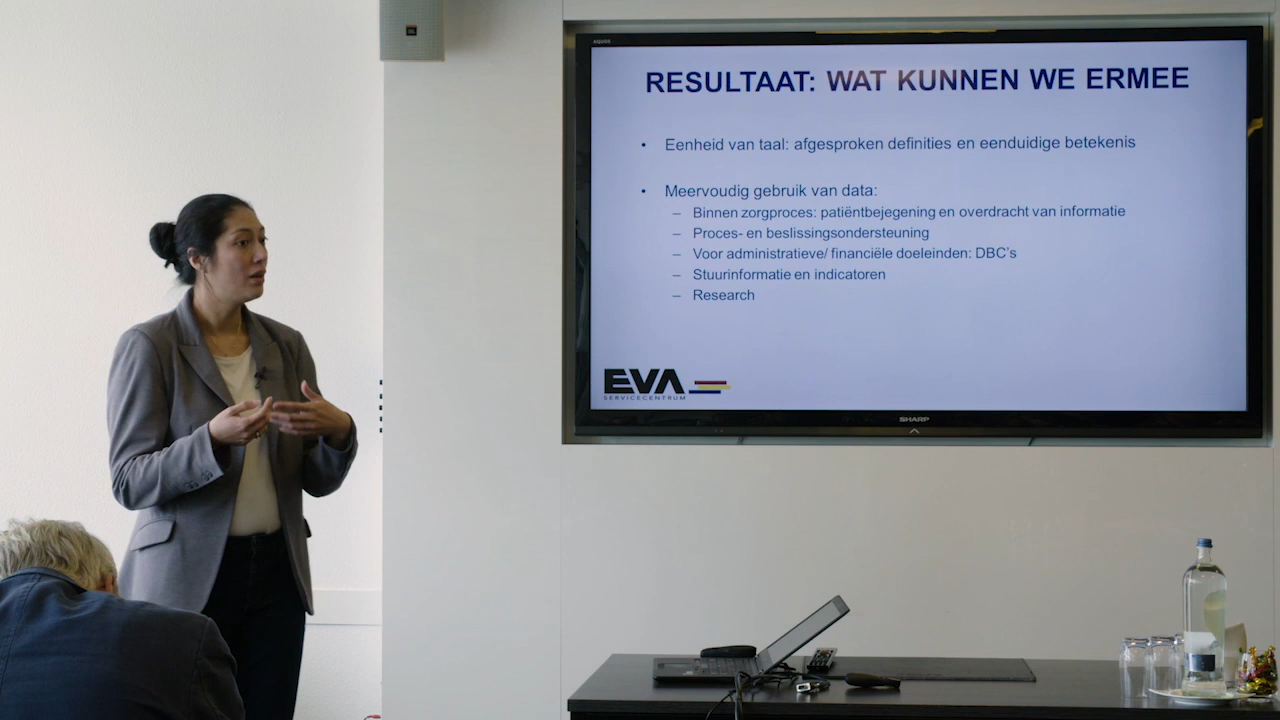 JBL
AQUOS
RESULTAAT: WAT KUNNEN WE ERMEE
• Eenheid van taal: afgesproken definities en eenduidige betekenis
• Meervoudig gebruik van data:
– Binnen zorgproces: patiëntbejegening en overdracht van informatie
– Proces- en beslissingsondersteuning
– Voor administratieve/ financiële doeleinden: DBC's
– Stuurinformatie en indicatoren
– Research
EVA
SERVICECENTRUM
SHARP